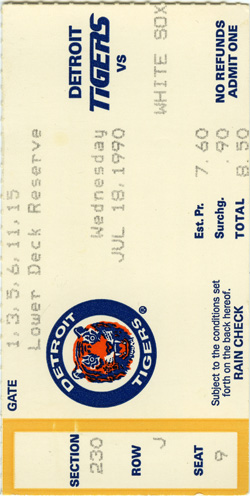 DETROIT
TIGERS
VS
WHITE SOX
NO REFUNDS
ADMIT ONE
Wednesday
JUL 18, 1990
Est. Pr. 7.60
Surchg. .90
TOTAL 8.50
GATE 1,3,5,6,11,15
Lower Deck Reserve
DETROIT
TIGERS
®
Subject to the conditions set
forth on the back hereof.
RAIN CHECK
SECTION 230 ROW J SEAT 9